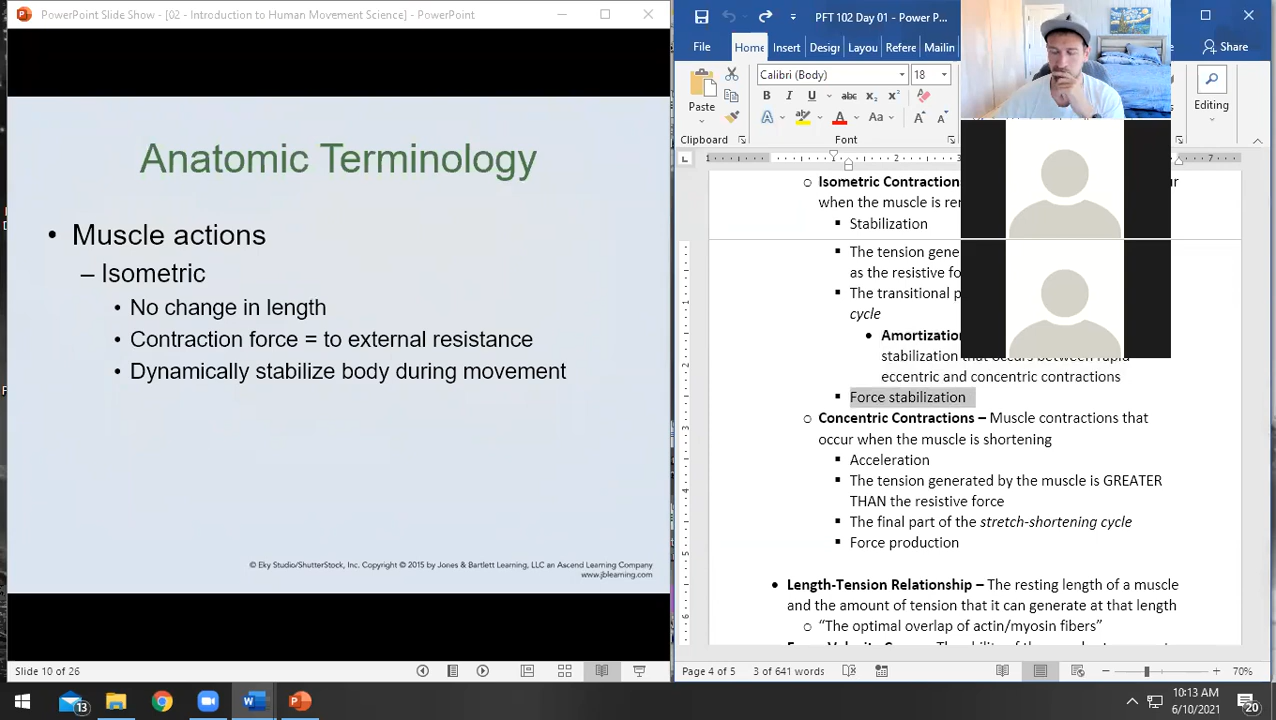 PowerPoint Slide Show - [02 - Introduction to Human Movement Science] - PowerPoint
Anatomic Terminology
• Muscle actions
– Isometric
• No change in length
• Contraction force = to external resistance
• Dynamically stabilize body during movement
© Eky Studio/ShutterStock, Inc. Copyright © 2015 by Jones & Bartlett Learning, LLC an Ascend Learning Company
www.jblearning.com
Slide 10 of 26
PFT 102 Day 01 - Power P...
File Home Insert Design Layou Refere Mailin Share
Calibri (Body) 18
Paste
Editing
Clipboard Font
Isometric Contraction
when the muscle is
Stabilization
The tension
as the resistive
The transitional
cycle
stabilization that occurs between rapid
eccentric and concentric contractions
Force stabilization
Concentric Contractions – Muscle contractions that
occur when the muscle is shortening
Acceleration
The tension generated by the muscle is GREATER
THAN the resistive force
The final part of the stretch-shortening cycle
Force production
• Length-Tension Relationship – The resting length of a muscle
and the amount of tension that it can generate at that length
"The optimal overlap of actin/myosin fibers"
Page 4 of 5 3 of 641 words 70%
13
10:13 AM
6/10/2021
20